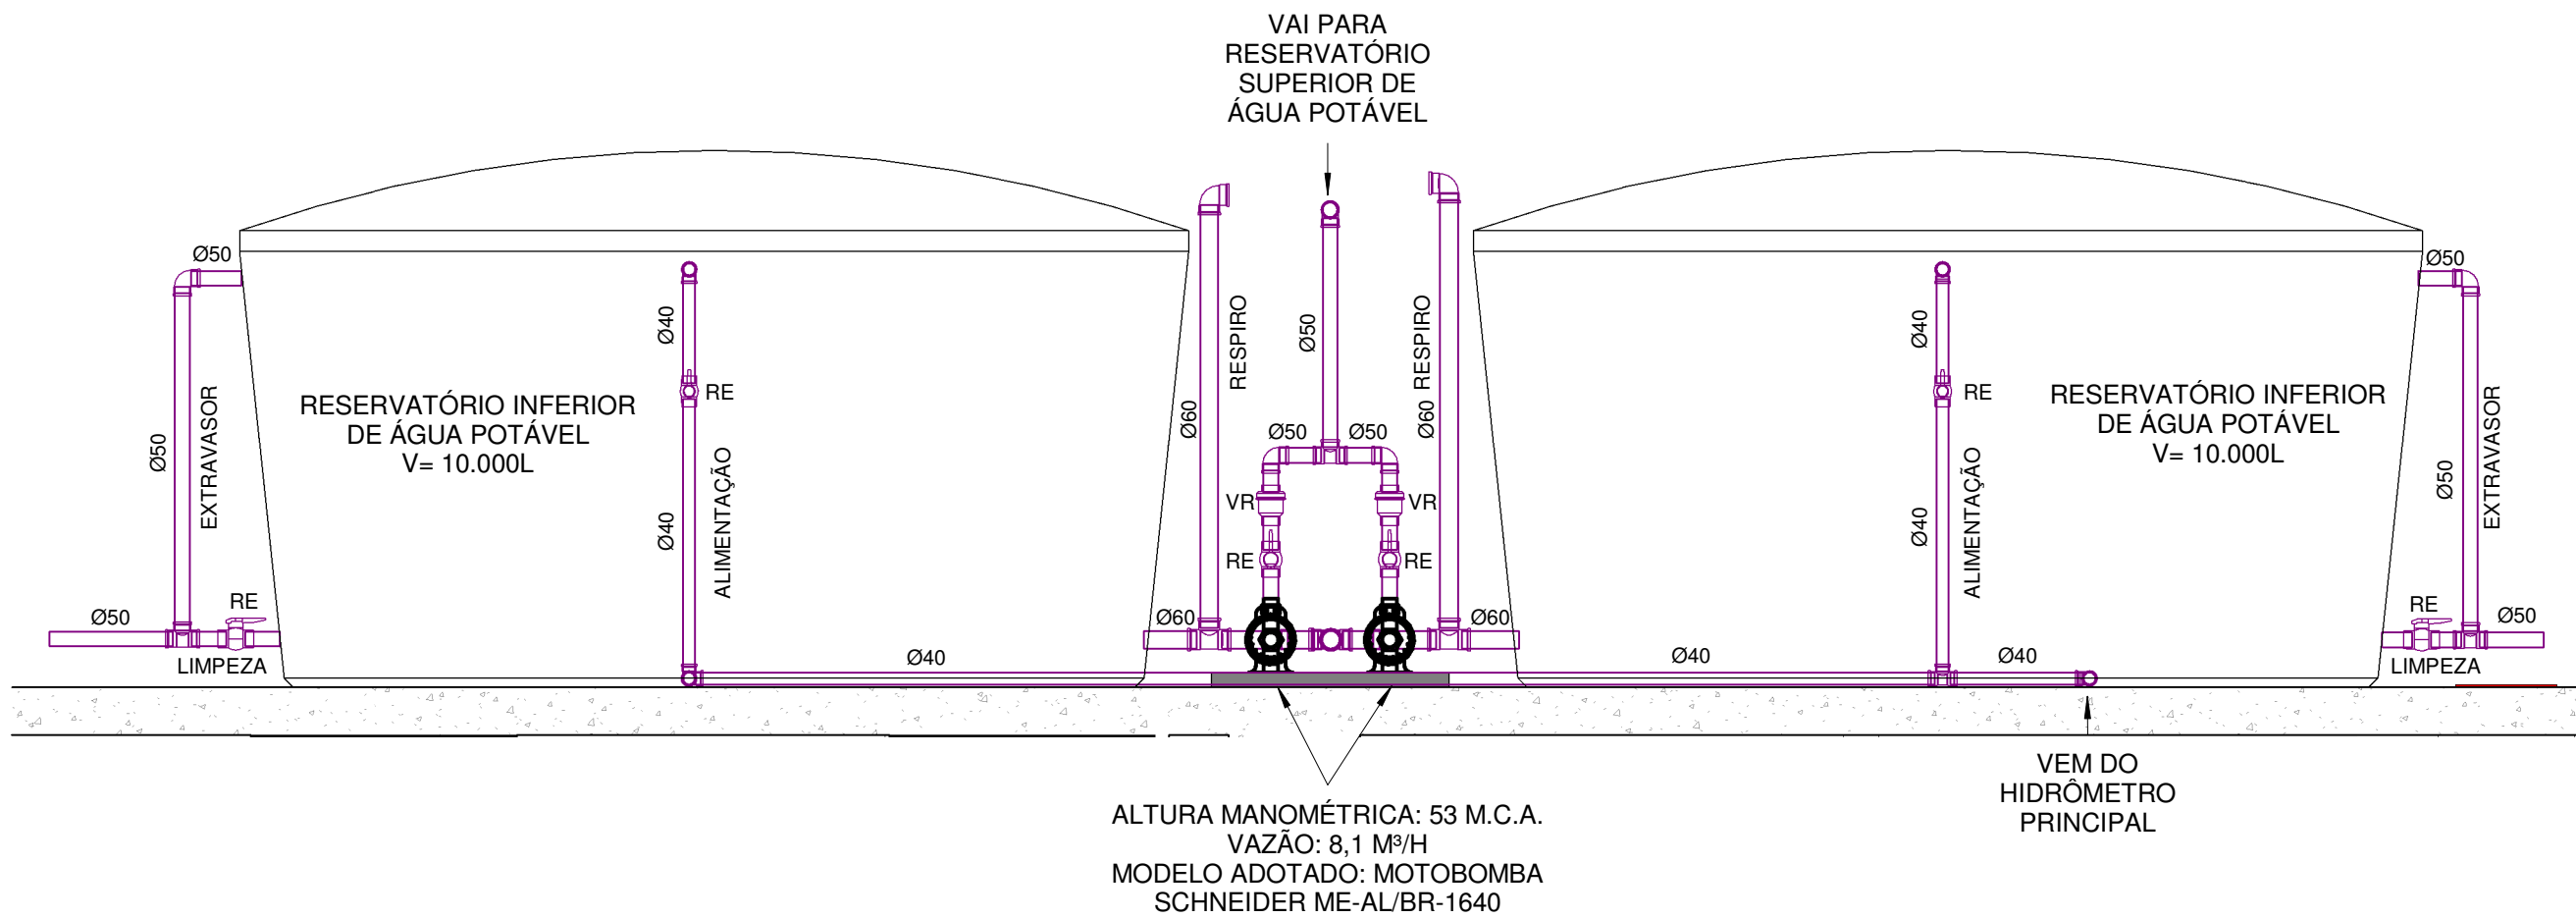 VAI PARA
RESERVATÓRIO
SUPERIOR DE
ÁGUA POTÁVEL
Ø50
Ø40
RE
RESERVATÓRIO INFERIOR
DE ÁGUA POTÁVEL
V= 10.000L
Ø50
EXTRAVASOR
Ø40
ALIMENTAÇÃO
Ø50
RE
LIMPEZA
Ø40
RESPIRO
Ø60
Ø60
Ø50
Ø50
Ø50
VR
VR
RE
RE
RESPIRO
Ø60
Ø60
Ø50
Ø40
RE
RESERVATÓRIO INFERIOR
DE ÁGUA POTÁVEL
V= 10.000L
Ø40
ALIMENTAÇÃO
Ø50
EXTRAVASOR
RE
Ø50
LIMPEZA
Ø40
Ø40
VEM DO
HIDRÔMETRO
PRINCIPAL
ALTURA MANOMÉTRICA: 53 M.C.A.
VAZÃO: 8,1 M³/H
MODELO ADOTADO: MOTOBOMBA
SCHNEIDER ME-AL/BR-1640